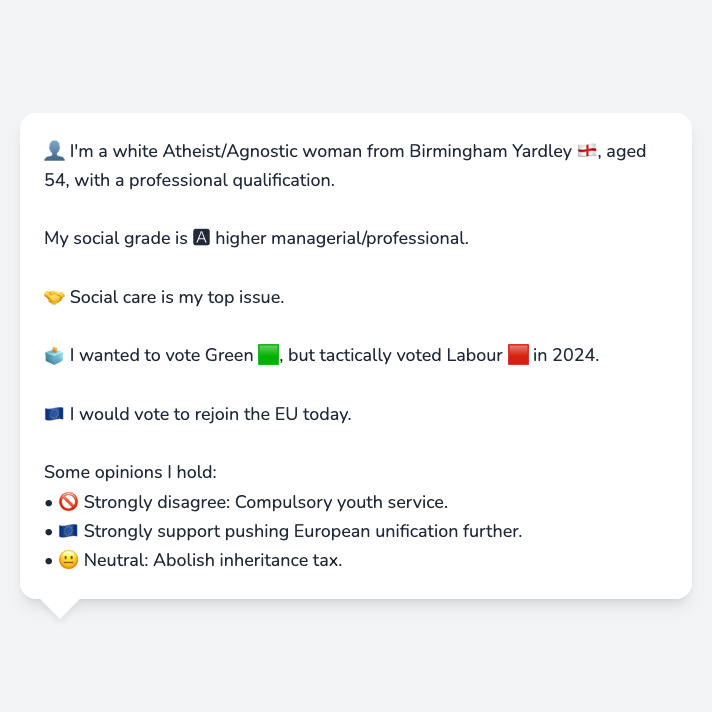 👤 I'm a white Atheist/Agnostic woman from Birmingham Yardley 🏴󠁧󠁢󠁥󠁮󠁧󠁿, aged
54, with a professional qualification.
My social grade is 🅰 higher managerial/professional.
🤝 Social care is my top issue.
🗳️ I wanted to vote Green 🟩, but tactically voted Labour 🟥 in 2024.
🇪🇺 I would vote to rejoin the EU today.
Some opinions I hold:
• 🚫 Strongly disagree: Compulsory youth service.
• 🇪🇺 Strongly support pushing European unification further.
• 😐 Neutral: Abolish inheritance tax.